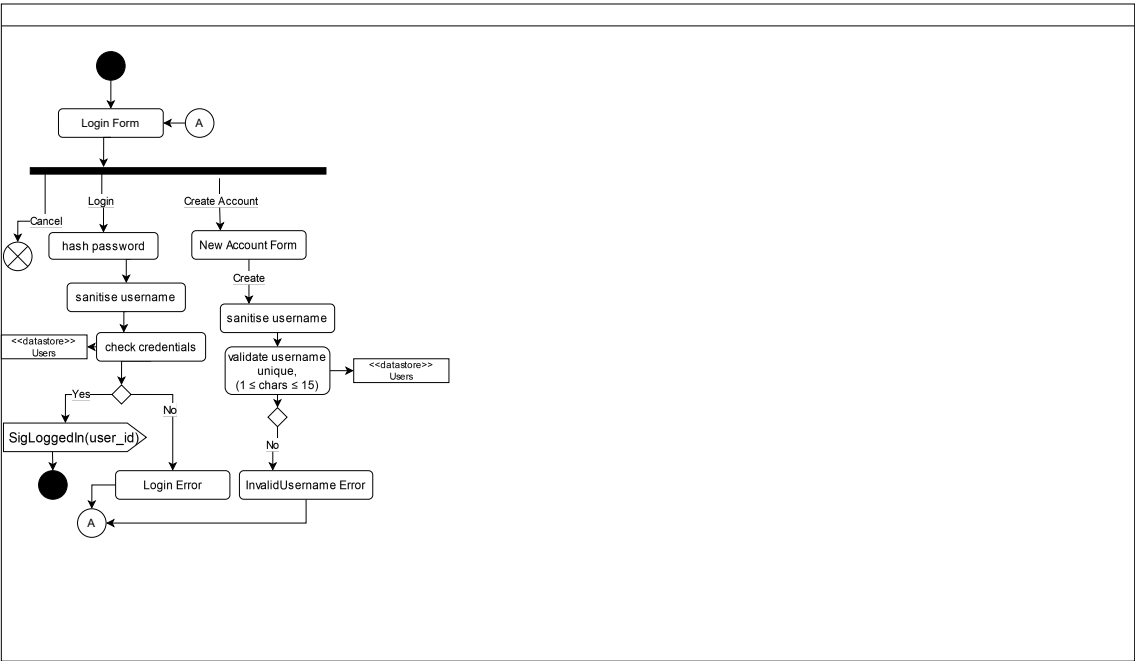 Login Form
A
Cancel
Login
Create Account
hash password
New Account Form
Create
sanitise username
sanitise username
<<datastore>>
Users
check credentials
validate username
unique,
(1 ≤ chars ≤ 15)
<<datastore>>
Users
Yes
No
SigLoggedIn(user_id)
No
Login Error
InvalidUsername Error
A